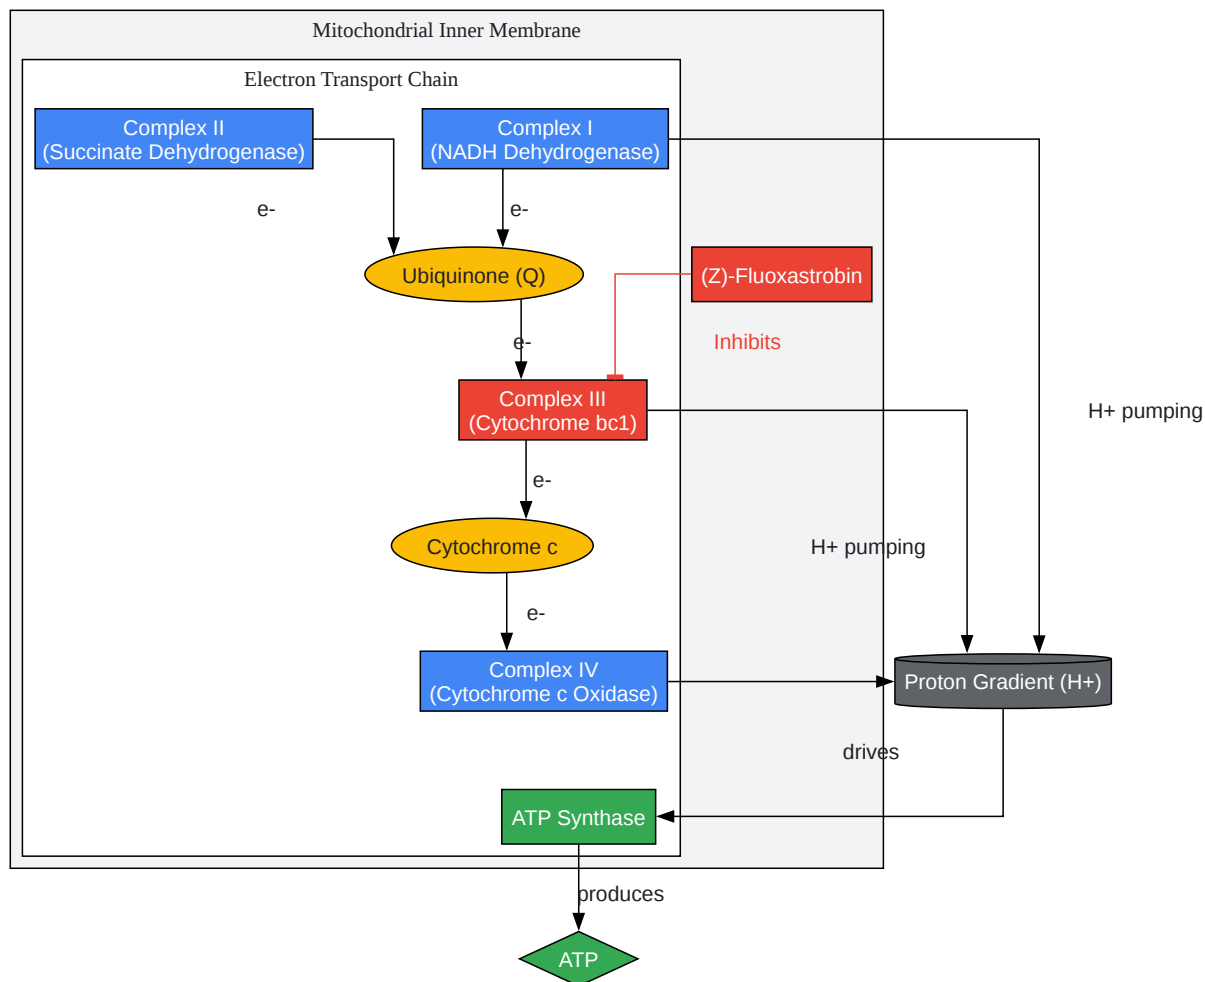 Mitochondrial Inner Membrane
Electron Transport Chain
Complex II
(Succinate Dehydrogenase)
Complex I
(NADH Dehydrogenase)
e-
e-
Ubiquinone (Q)
(Z)-Fluoxastrobin
e-
Inhibits
Complex III
(Cytochrome bc1)
H+ pumping
e-
Cytochrome c
H+ pumping
e-
Complex IV
(Cytochrome c Oxidase)
Proton Gradient (H+)
drives
ATP Synthase
produces
ATP